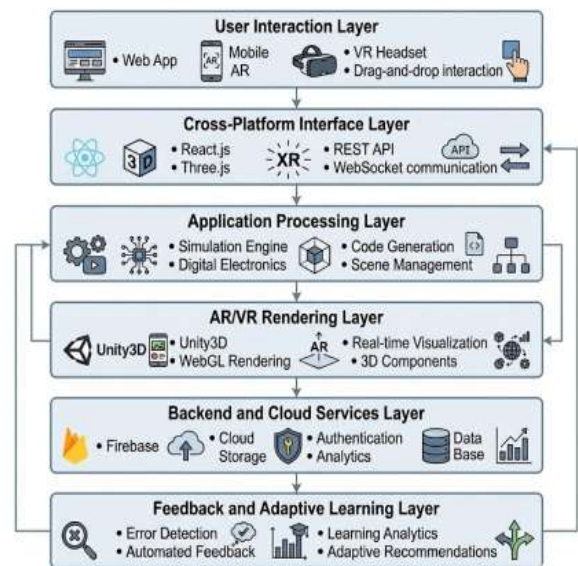 User Interaction Layer
• Web App
Mobile
AR
[AR]
• VR Headset
• Drag-and-drop interaction
Cross-Platform Interface Layer
3D
• React.js
• Three.js
XR
• REST API
• WebSocket communication
API
Application Processing Layer
• Simulation Engine
• Digital Electronics
• Code Generation
• Scene Management
</>
AR/VR Rendering Layer
Unity3D
• Unity3D
• WebGL Rendering
AR
• Real-time Visualization
• 3D Components
Backend and Cloud Services Layer
• Firebase
• Cloud
Storage
• Authentication
• Analytics
Data
Base
Feedback and Adaptive Learning Layer
• Error Detection
• Automated Feedback
• Learning Analytics
• Adaptive Recommendations